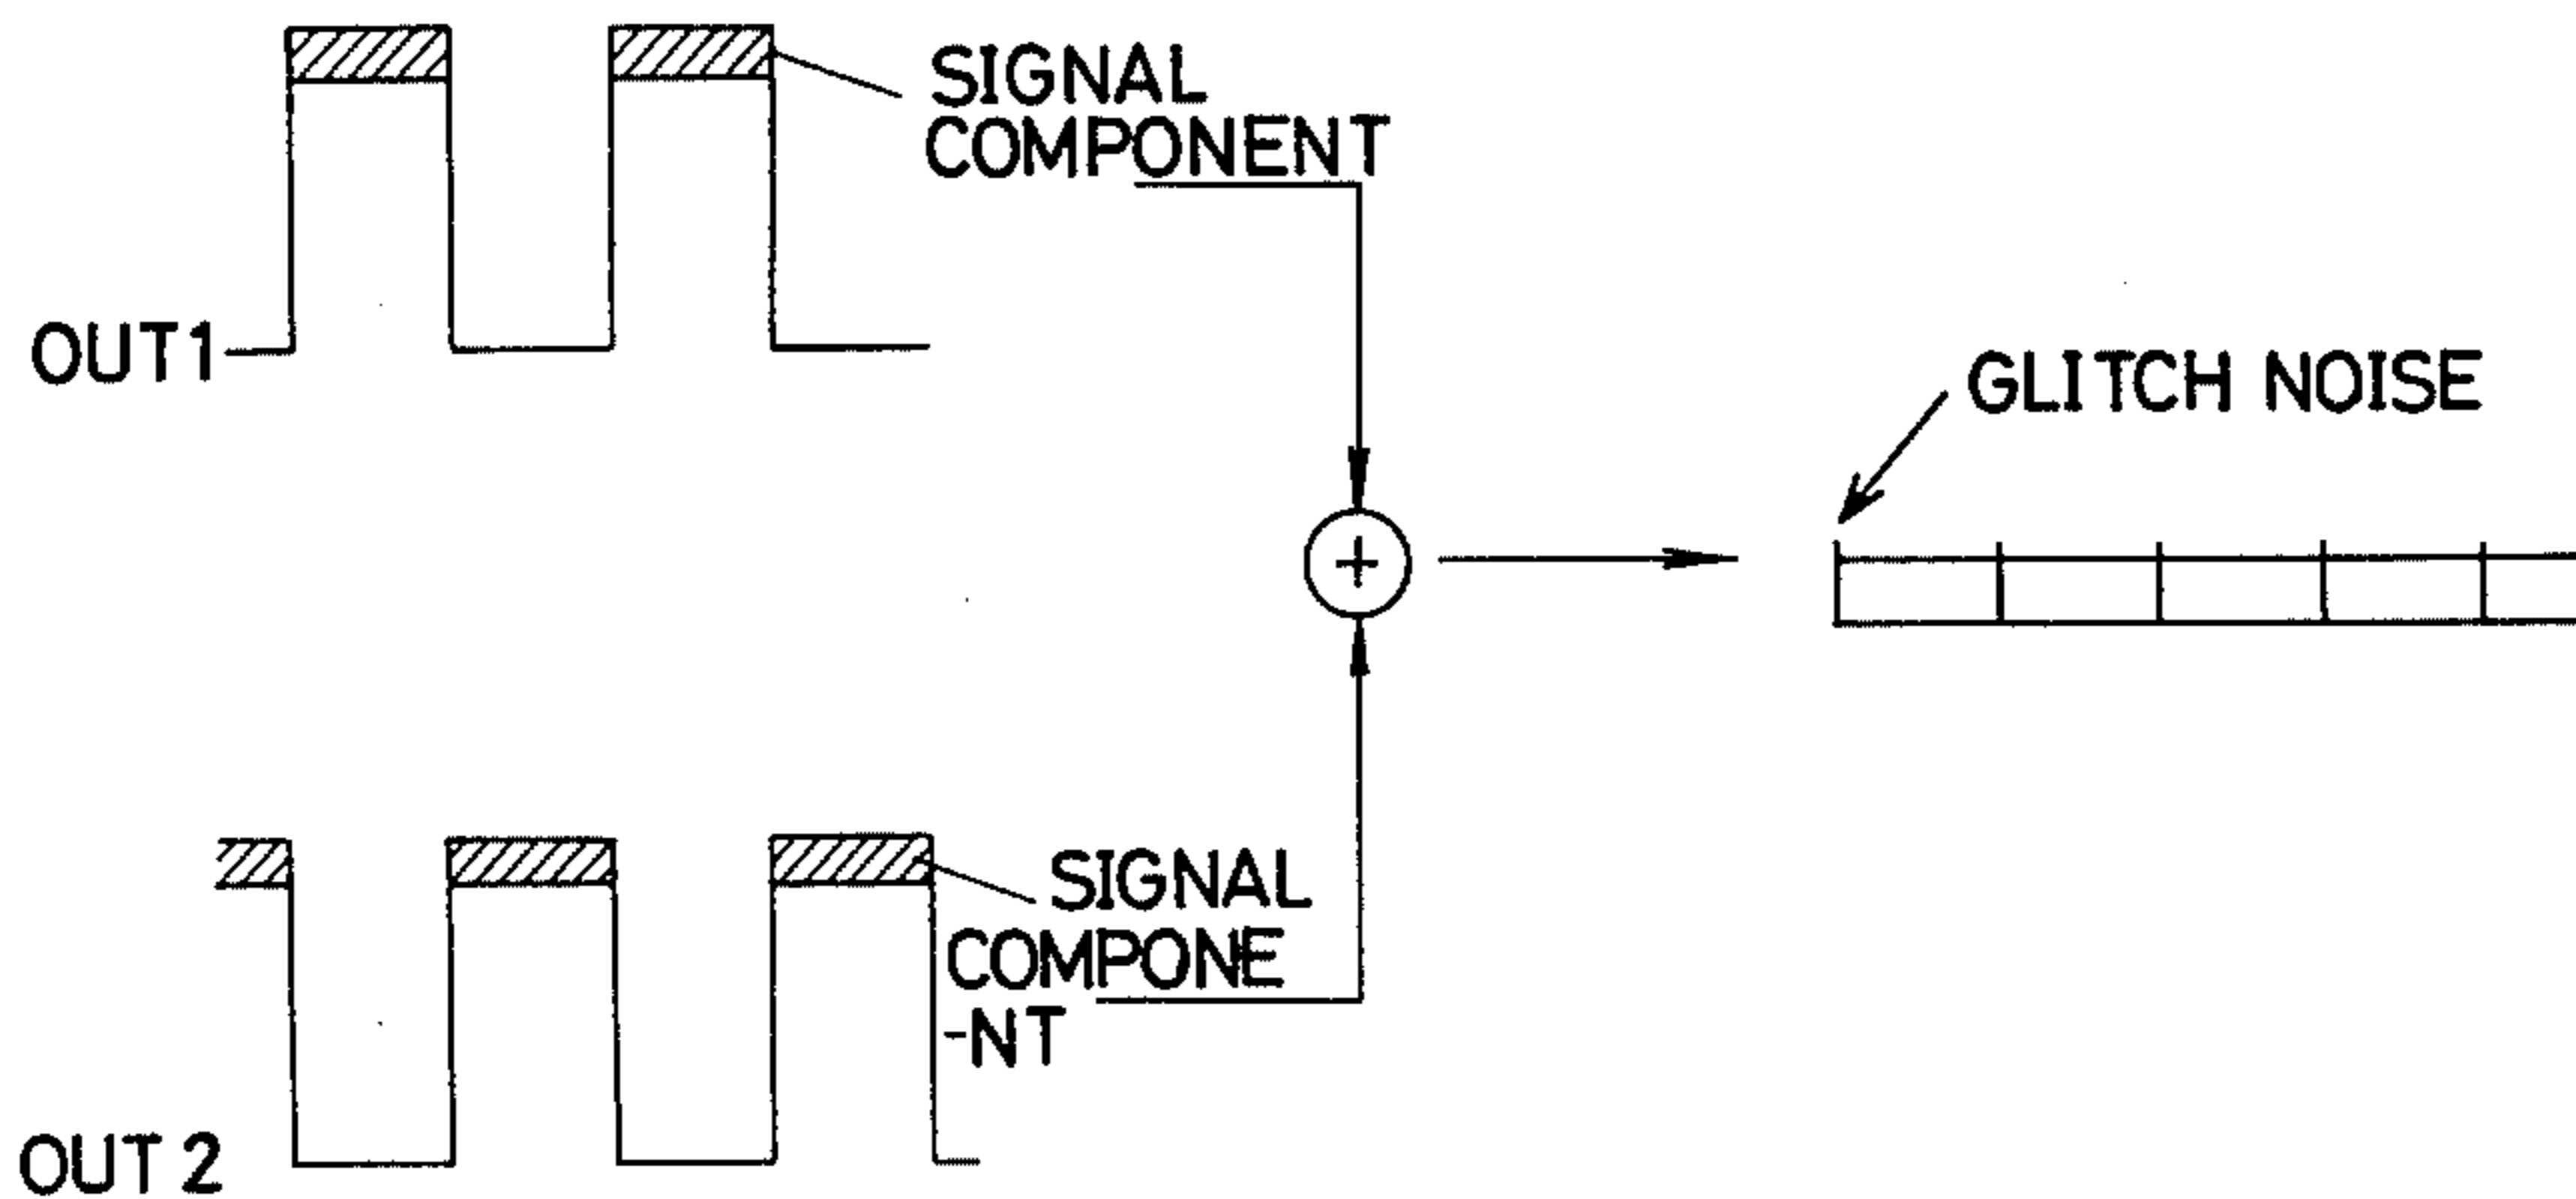 SIGNAL
COMPONENT
OUT1
GLITCH NOISE
+
SIGNAL
COMPONE
-NT
OUT 2